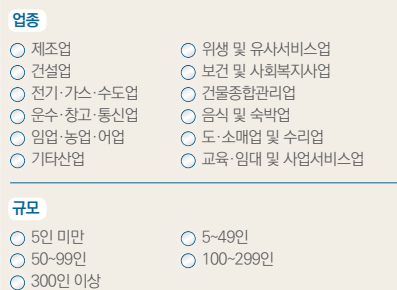 업종
제조업 위생 및 유사서비스업
건설업 보건 및 사회복지사업
전기·가스·수도업 건물종합관리업
운수·창고·통신업 음식 및 숙박업
임업·농업·어업 도·소매업 및 수리업
기타산업 교육·임대 및 사업서비스업
규모
5인 미만 5~49인
50~99인 100~299인
300인 이상